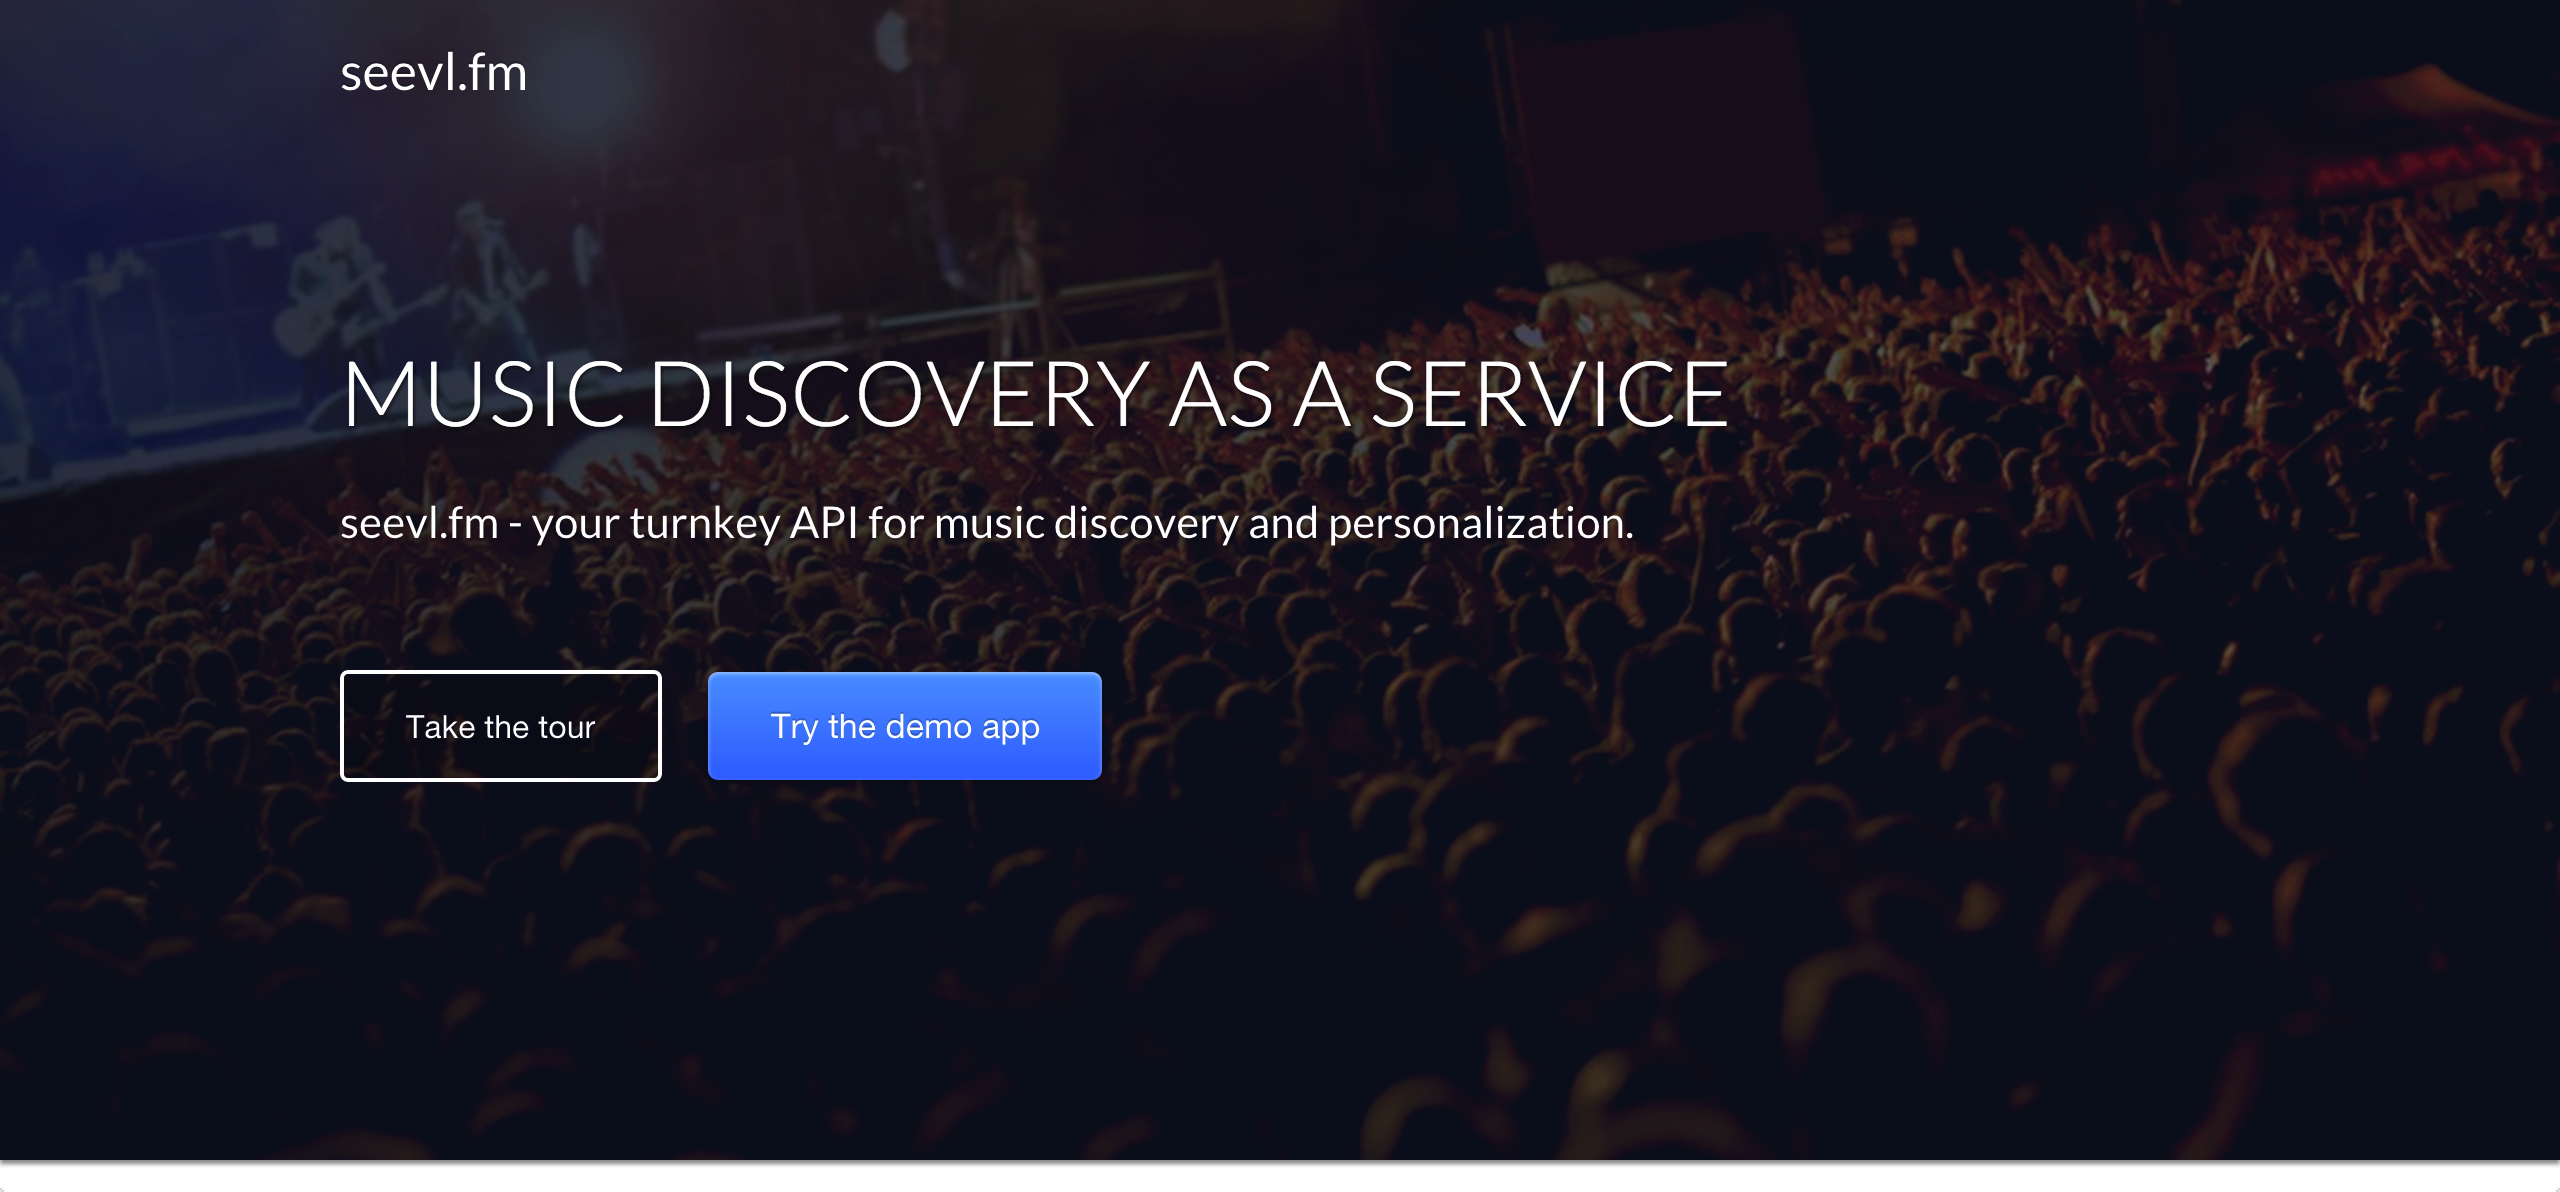 seevl.fm
MUSIC DISCOVERY AS A SERVICE
seevl.fm - your turnkey API for music discovery and personalization.
Take the tour
Try the demo app